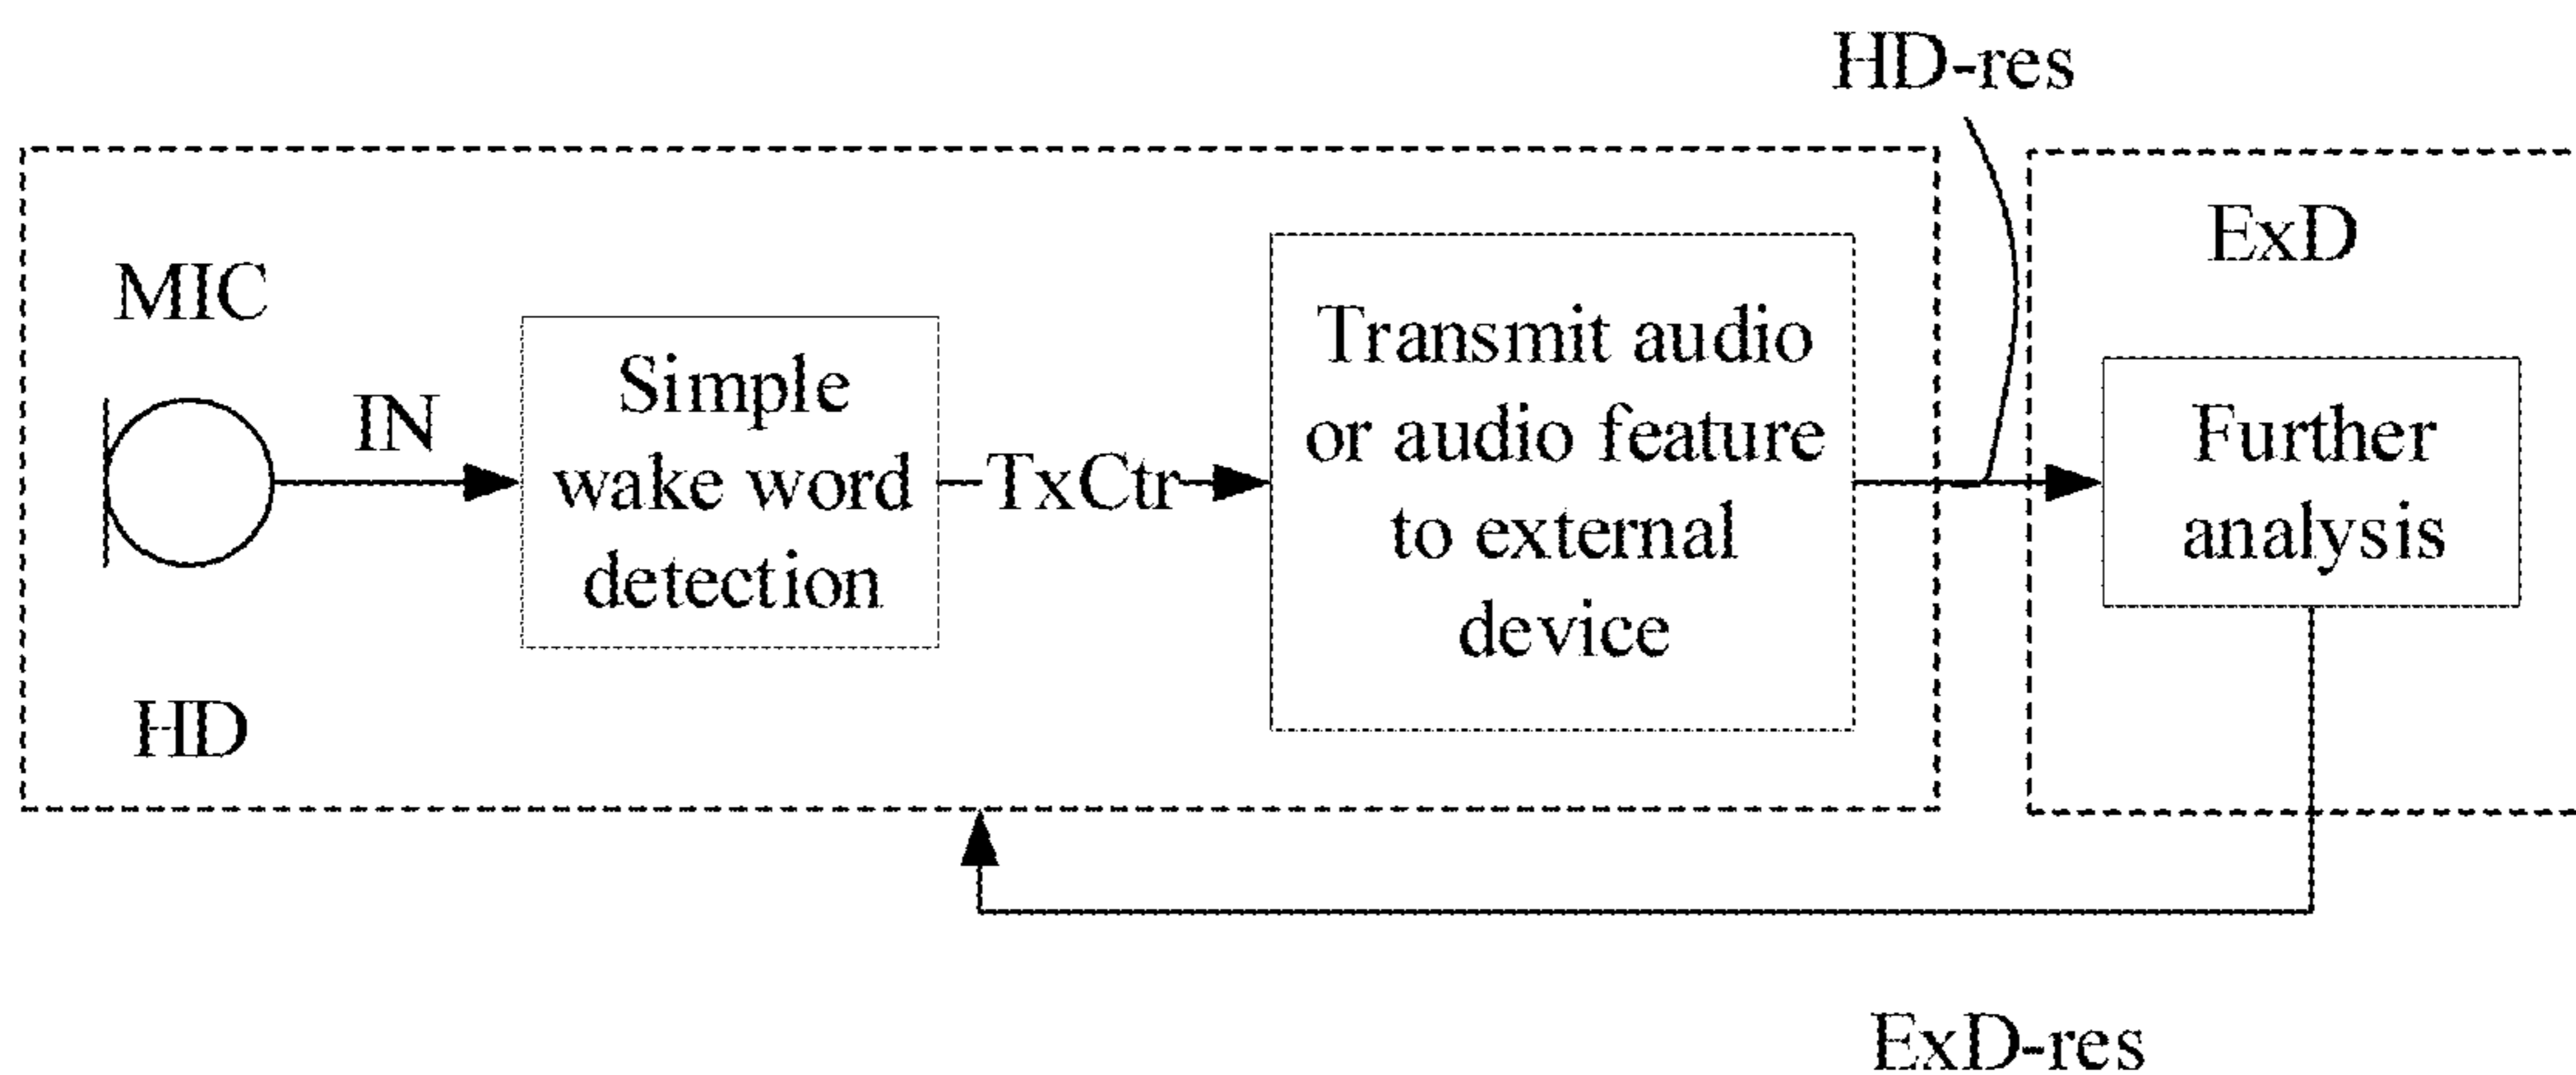 HD-res
ExD
MIC
IN
Simple
wake word
detection
TxCtr
Transmit audio
or audio feature
to external
device
Further
analysis
HD
ExD-res